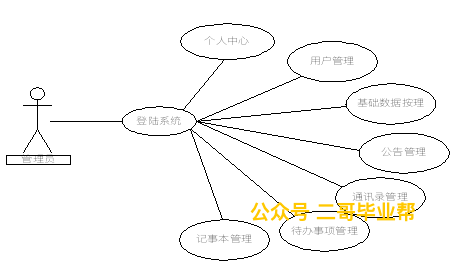 个人中心
用户管理
基础数据按理
登陆系统
公告管理
管理员
通讯录管理
公众号 二哥毕业帮
待办事项管理
记事本管理